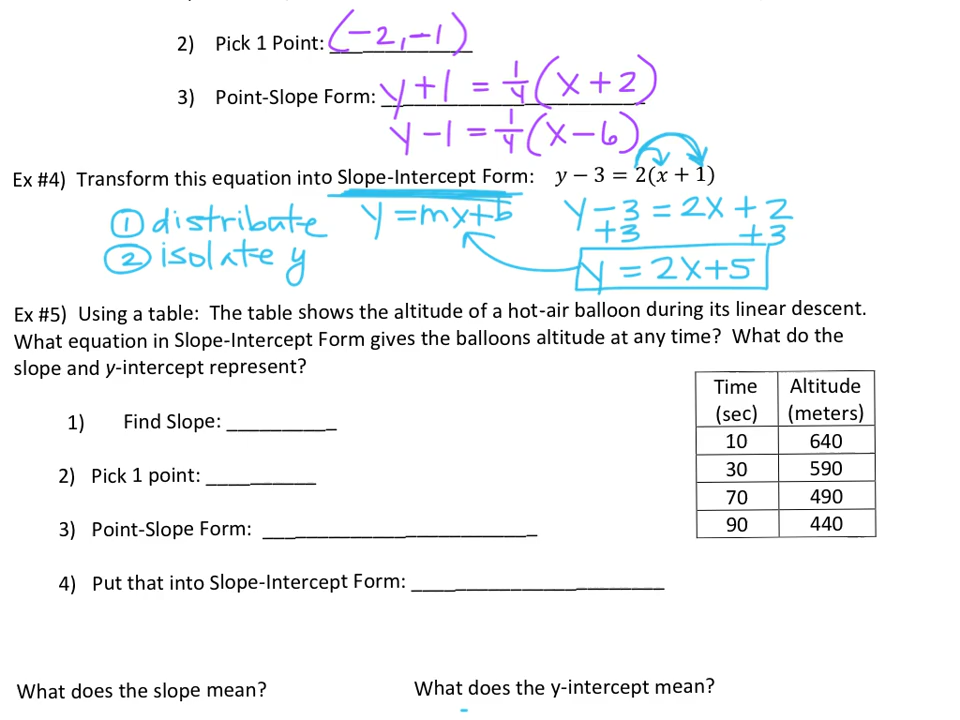 2) Pick 1 Point: (-2,-1)
3) Point-Slope Form: y+1 = 1/4(x+2)
y-1 = 1/4(x-6)
Ex #4) Transform this equation into Slope-Intercept Form: y − 3 = 2(x + 1)
① distribute y=mx+b y-3 = 2x+2
+3 +3
② isolate y y = 2x+5
Ex #5) Using a table: The table shows the altitude of a hot-air balloon during its linear descent.
What equation in Slope-Intercept Form gives the balloons altitude at any time? What do the
slope and y-intercept represent?
Time Altitude
(sec) (meters)
10 640
30 590
70 490
90 440
1) Find Slope: __________
2) Pick 1 point: __________
3) Point-Slope Form: _________________________
4) Put that into Slope-Intercept Form: _______________________
What does the slope mean? What does the y-intercept mean?